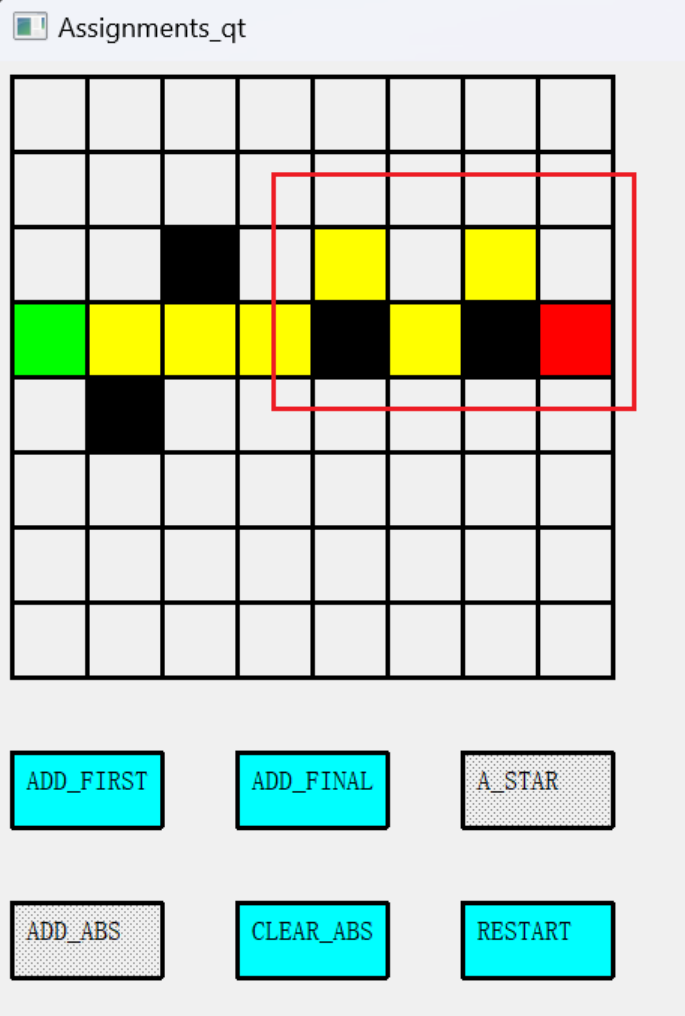 Assignments_qt
ADD_FIRST
ADD_FINAL
A_STAR
ADD_ABS
CLEAR_ABS
RESTART